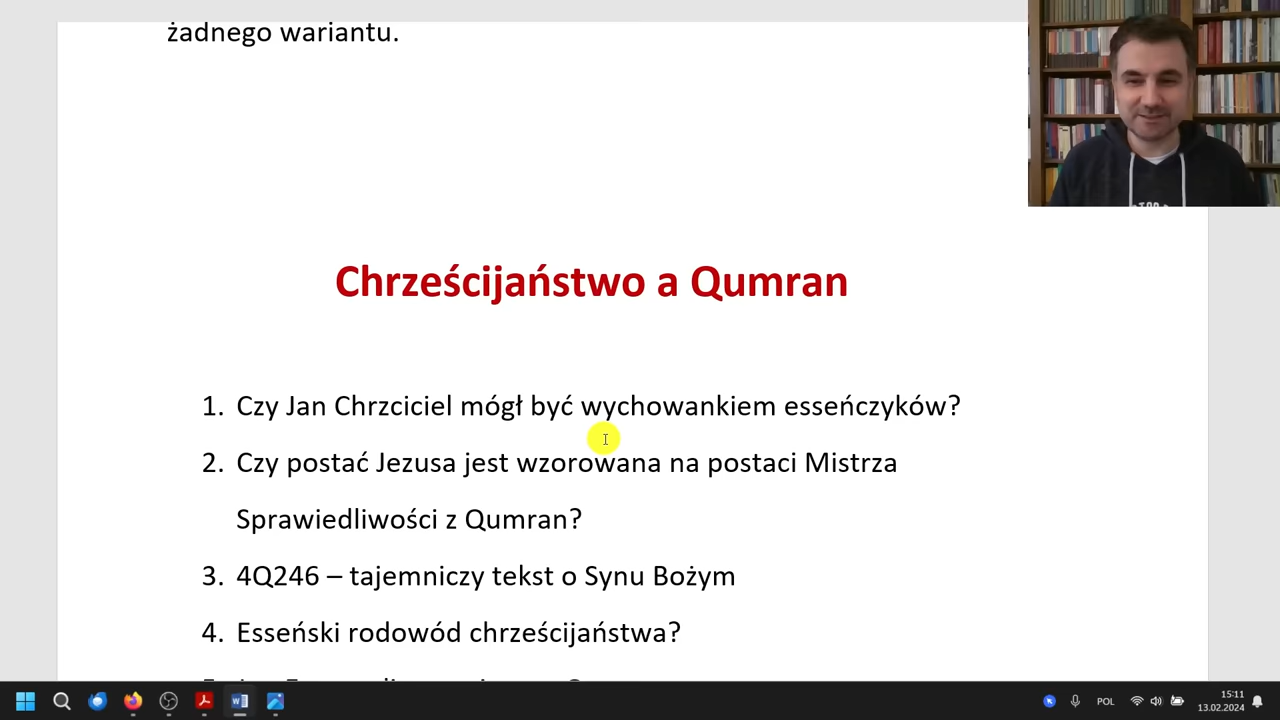 żadnego wariantu.
Chrześcijaństwo a Qumran
1. Czy Jan Chrzciciel mógł być wychowankiem esseńczyków?
2. Czy postać Jezusa jest wzorowana na postaci Mistrza
Sprawiedliwości z Qumran?
3. 4Q246 – tajemniczy tekst o Synu Bożym
4. Esseński rodowód chrześcijaństwa?
POL
15:11
13.02.2024